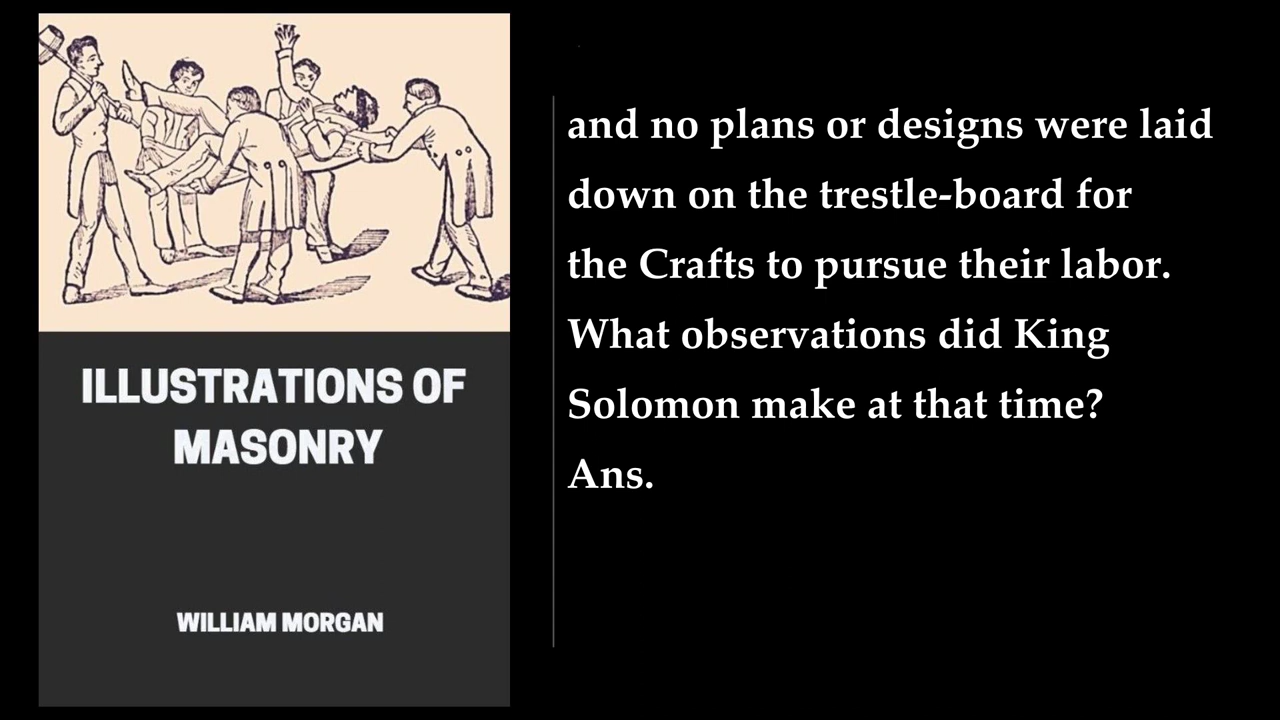 ILLUSTRATIONS OF
MASONRY
WILLIAM MORGAN
and no plans or designs were laid
down on the trestle-board for
the Crafts to pursue their labor.
What observations did King
Solomon make at that time?
Ans.